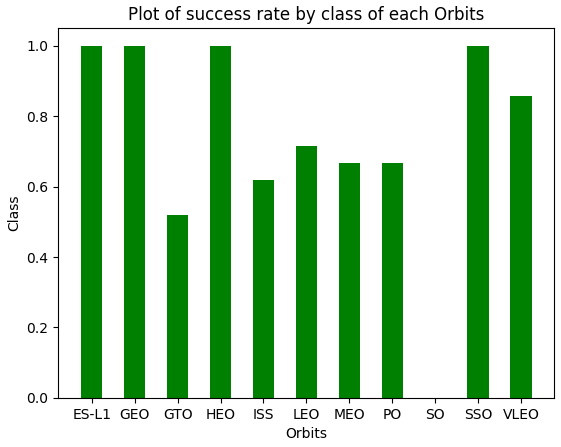 Plot of success rate by class of each Orbits
1.0
0.8
0.6
0.4
0.2
0.0
Class
ES-L1 GEO GTO HEO ISS LEO MEO PO SO SSO VLEO
Orbits